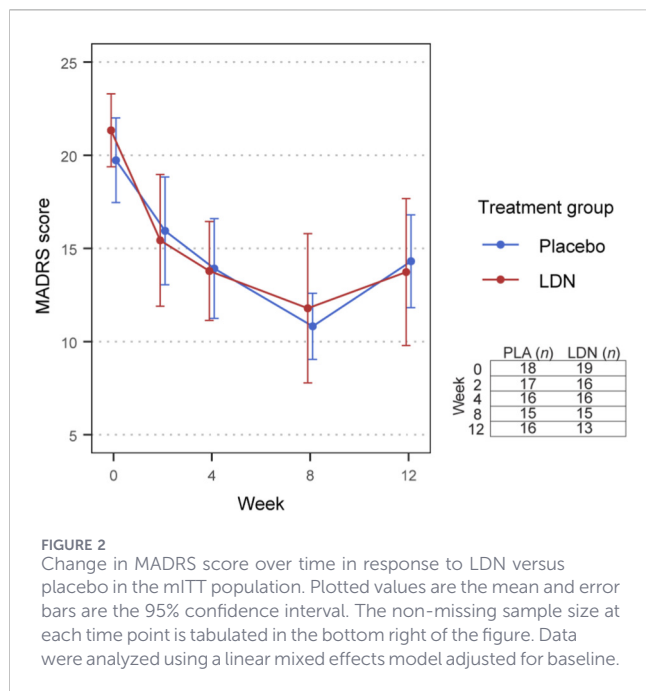 25
20
15
10
5
MADRS score
0 4 8 12
Week
Treatment group
Placebo
LDN
PLA (n) LDN (n)
Week
0 18 19
2 17 16
4 16 16
8 15 15
12 16 13
FIGURE 2
Change in MADRS score over time in response to LDN versus
placebo in the mITT population. Plotted values are the mean and error
bars are the 95% confidence interval. The non-missing sample size at
each time point is tabulated in the bottom right of the figure. Data
were analyzed using a linear mixed effects model adjusted for baseline.